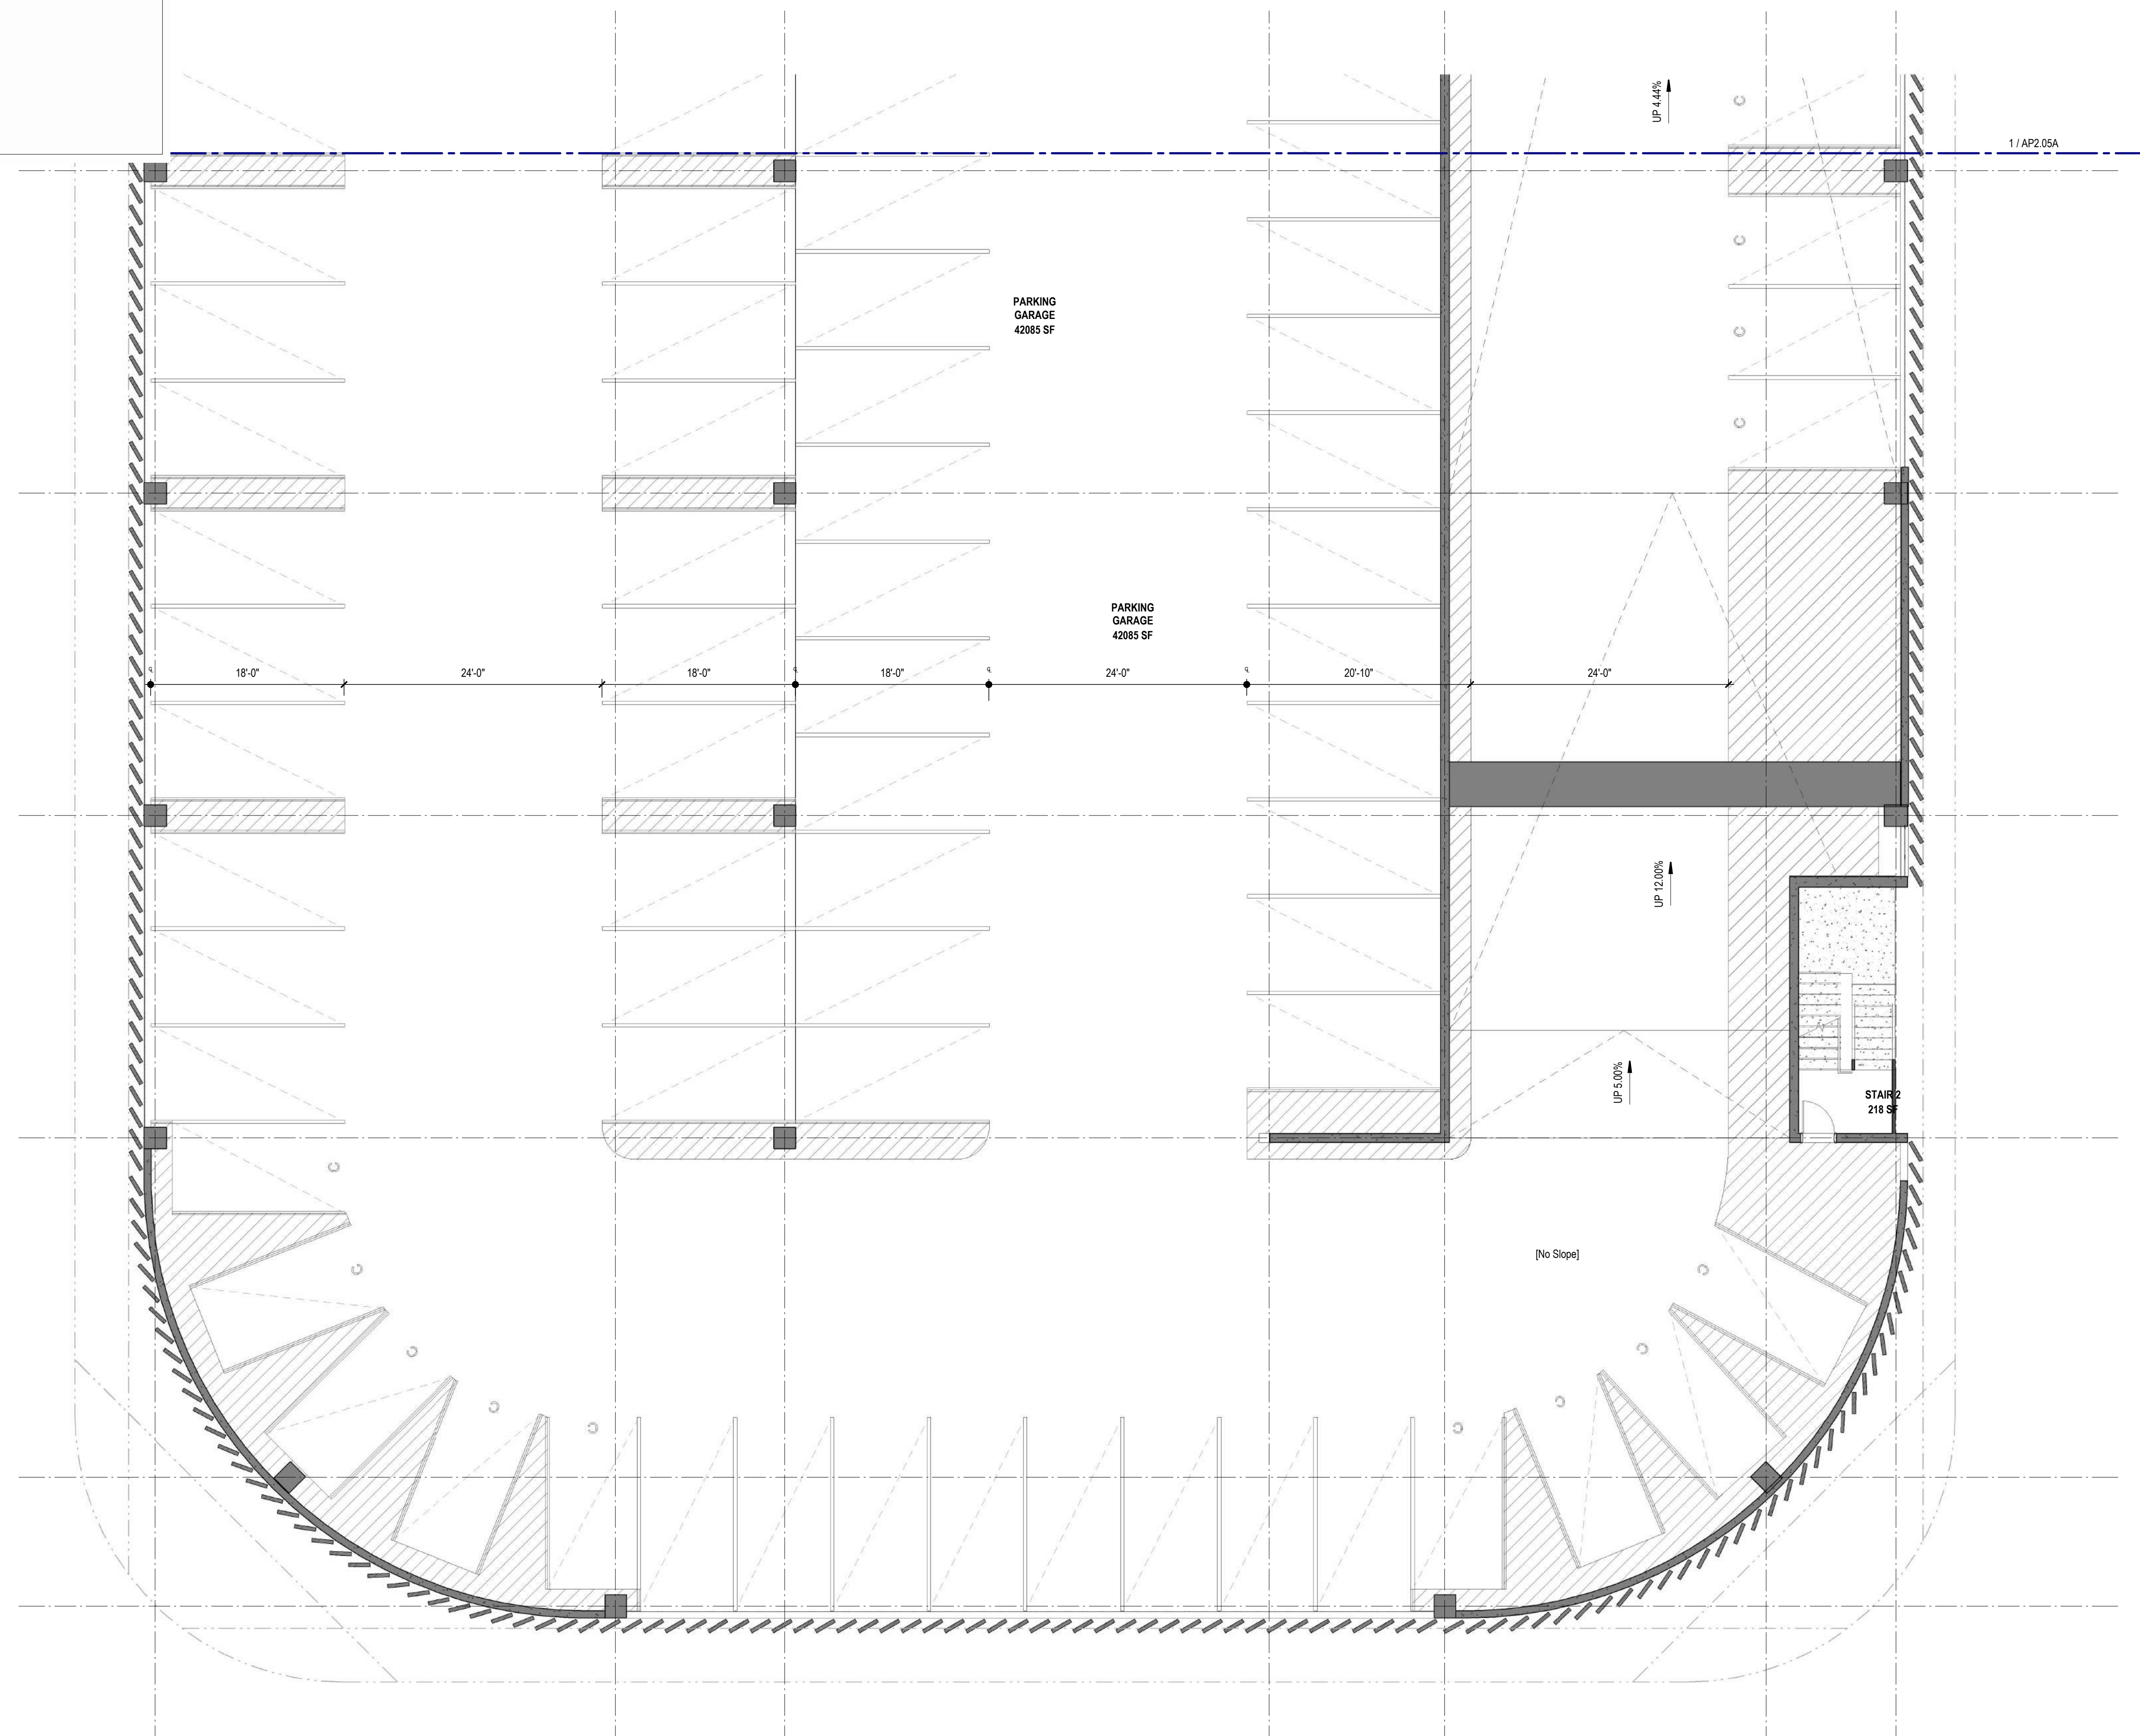 UP 4.44%
1 / AP2.05A
C
C
C
C
PARKING
GARAGE
42085 SF
PARKING
GARAGE
42085 SF
18'-0"
24'-0"
18'-0"
18'-0"
24'-0"
20'-10"
24'-0"
UP 12.00%
UP 5.00%
STAIR 2
218 SF
C
[No Slope]
C
C
C
C
C
C
C
C